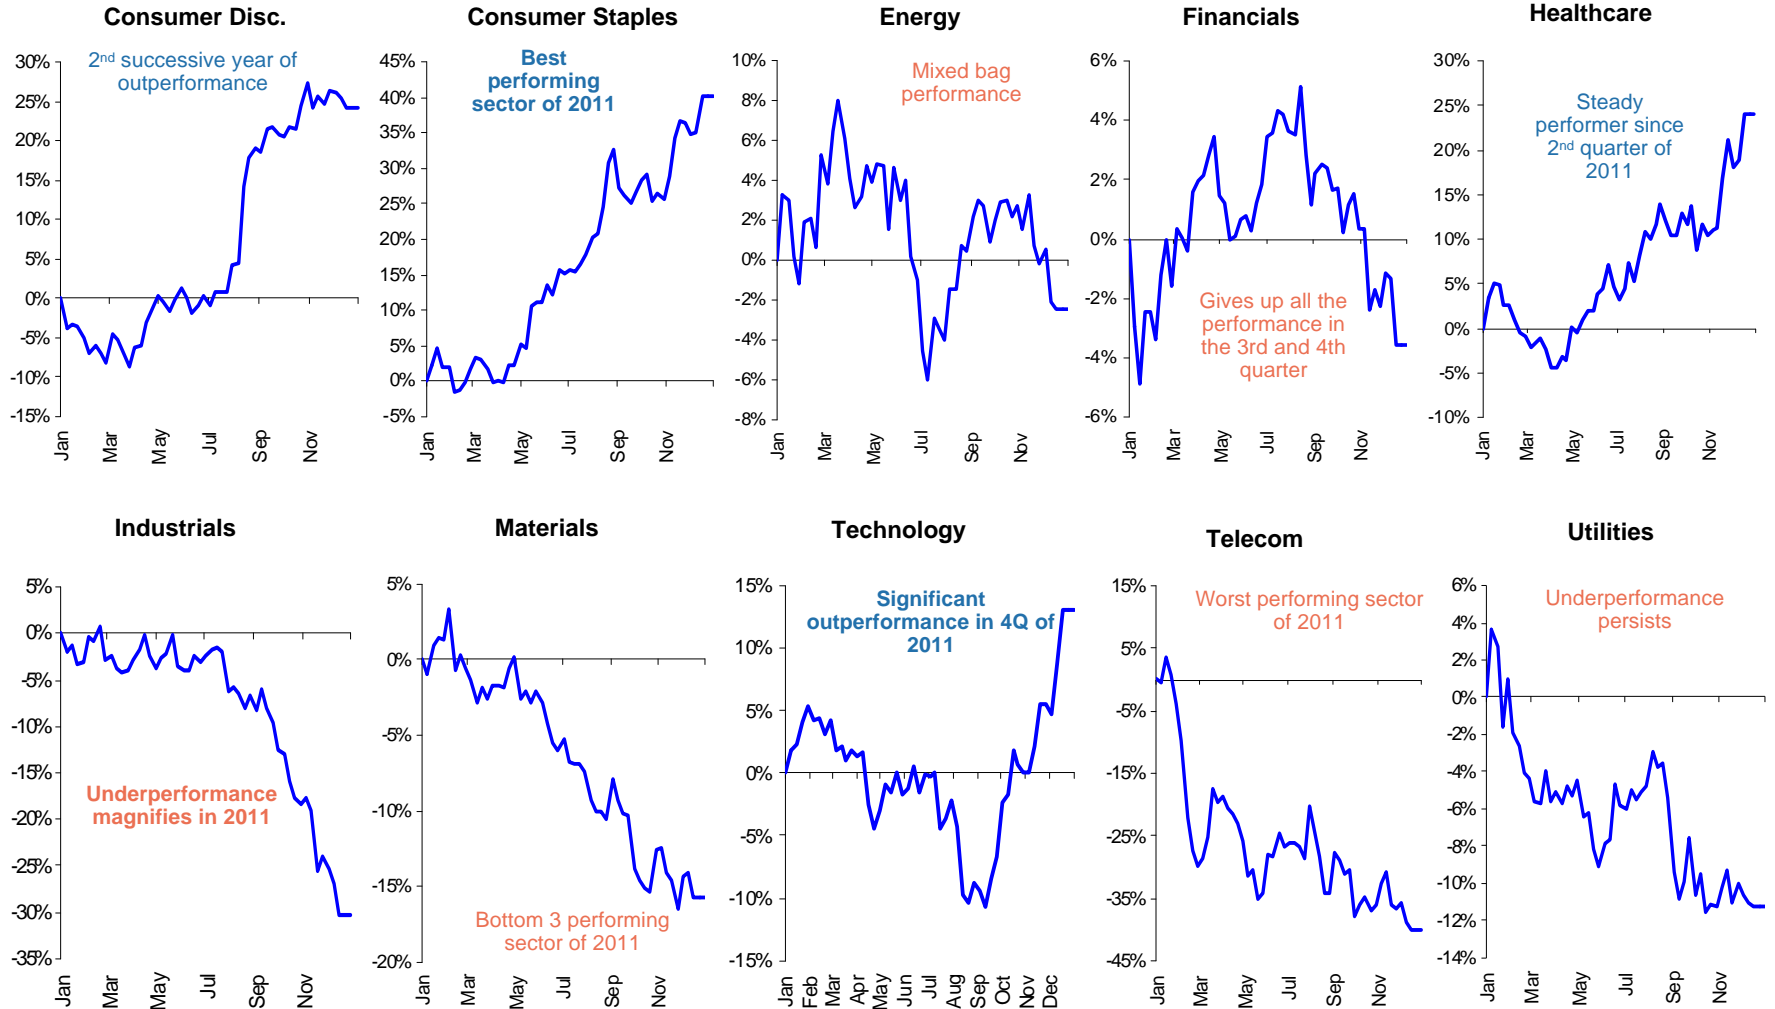 Consumer Disc.
2nd successive year of
outperformance
30%
25%
20%
15%
10%
5%
0%
-5%
-10%
-15%
Jan
Mar
May
Jul
Sep
Nov
Consumer Staples
Best
performing
sector of 2011
45%
40%
35%
30%
25%
20%
15%
10%
5%
0%
-5%
Jan
Mar
May
Jul
Sep
Nov
Energy
Mixed bag
performance
10%
8%
6%
4%
2%
0%
-2%
-4%
-6%
-8%
Jan
Mar
May
Jul
Sep
Nov
Financials
6%
4%
2%
0%
-2%
-4%
-6%
Gives up all the
performance in
the 3rd and 4th
quarter
Jan
Mar
May
Jul
Sep
Nov
Healthcare
30%
25%
20%
15%
10%
5%
0%
-5%
-10%
Steady
performer since
2nd quarter of
2011
Jan
Mar
May
Jul
Sep
Nov
Industrials
5%
0%
-5%
-10%
-15%
-20%
-25%
-30%
-35%
Underperformance
magnifies in 2011
Jan
Mar
May
Jul
Sep
Nov
Materials
5%
0%
-5%
-10%
-15%
-20%
Bottom 3 performing
sector of 2011
Jan
Mar
May
Jul
Sep
Nov
Technology
Significant
outperformance in 4Q of
2011
15%
10%
5%
0%
-5%
-10%
-15%
Jan
Feb
Mar
Apr
May
Jun
Jul
Aug
Sep
Oct
Nov
Dec
Telecom
Worst performing sector
of 2011
15%
5%
-5%
-15%
-25%
-35%
-45%
Jan
Mar
May
Jul
Sep
Nov
Utilities
Underperformance
persists
6%
4%
2%
0%
-2%
-4%
-6%
-8%
-10%
-12%
-14%
Jan
Mar
May
Jul
Sep
Nov